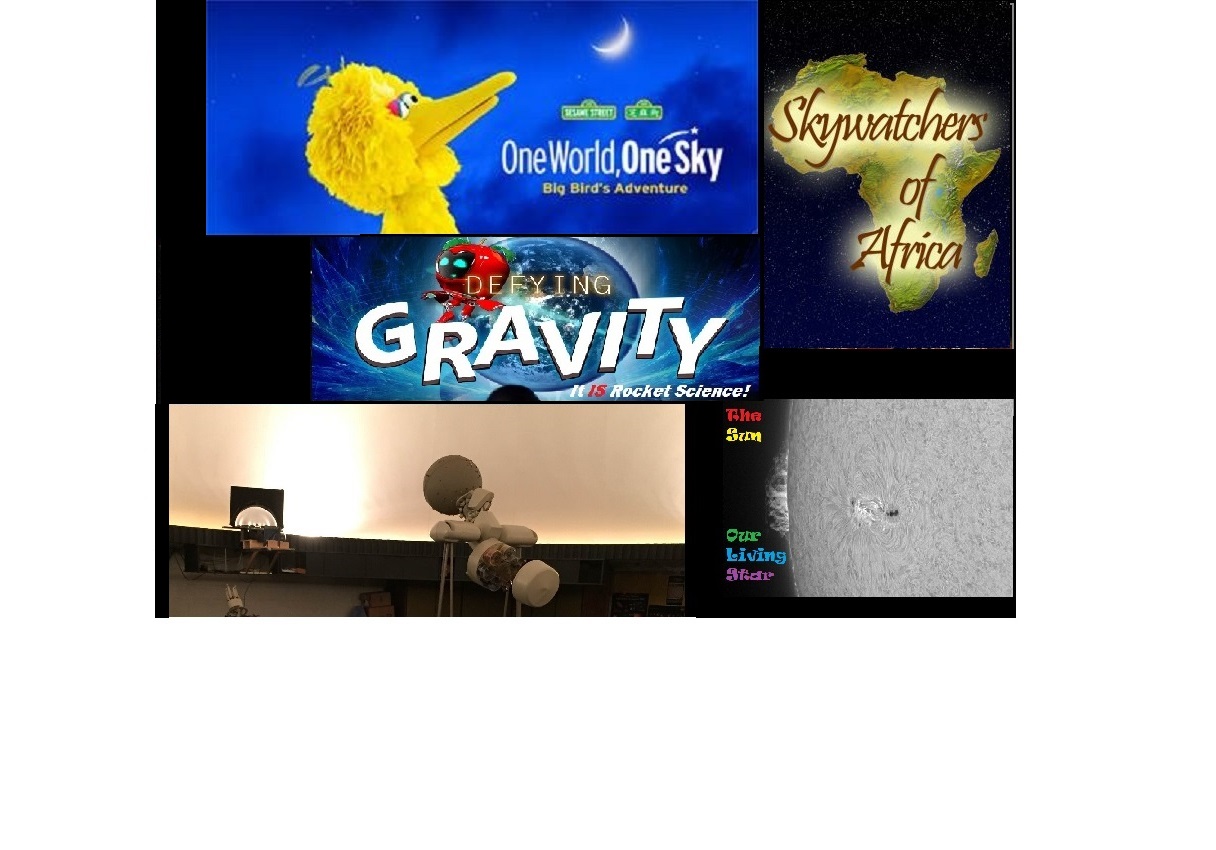 SESAME STREET
One World, One Sky
Big Bird's Adventure
Skywatchers
of
Africa
DEFYING
GRAVITY
It IS Rocket Science!
The
Sun
Our
Living
Star